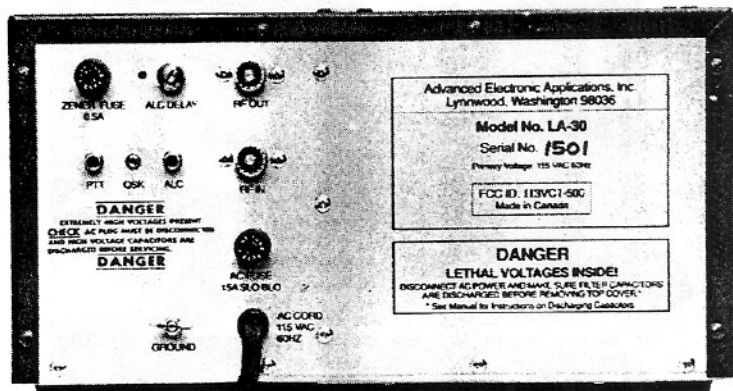 ZENER FUSE
0.5A
ALC DELAY
RF OUT
PTT
QSK
ALC
RF IN
DANGER
EXTREMELY HIGH VOLTAGES PRESENT
CHECK AC PLUG MUST BE DISCONNECTED
AND HIGH VOLTAGE CAPACITORS ARE
DISCHARGED BEFORE SERVICING.
DANGER
AC FUSE
15A SLO BLO
GROUND
AC CORD
115 VAC
60HZ
Advanced Electronic Applications, Inc.
Lynnwood, Washington 98036
Model No. LA-30
Serial No. 1501
Primary Voltage: 115 VAC 60Hz
FCC ID: 113VC1-50C
Made in Canada
DANGER
LETHAL VOLTAGES INSIDE!
DISCONNECT AC POWER AND MAKE SURE FILTER CAPACITORS
ARE DISCHARGED BEFORE REMOVING TOP COVER.*
* See Manual for Instructions on Discharging Capacitors